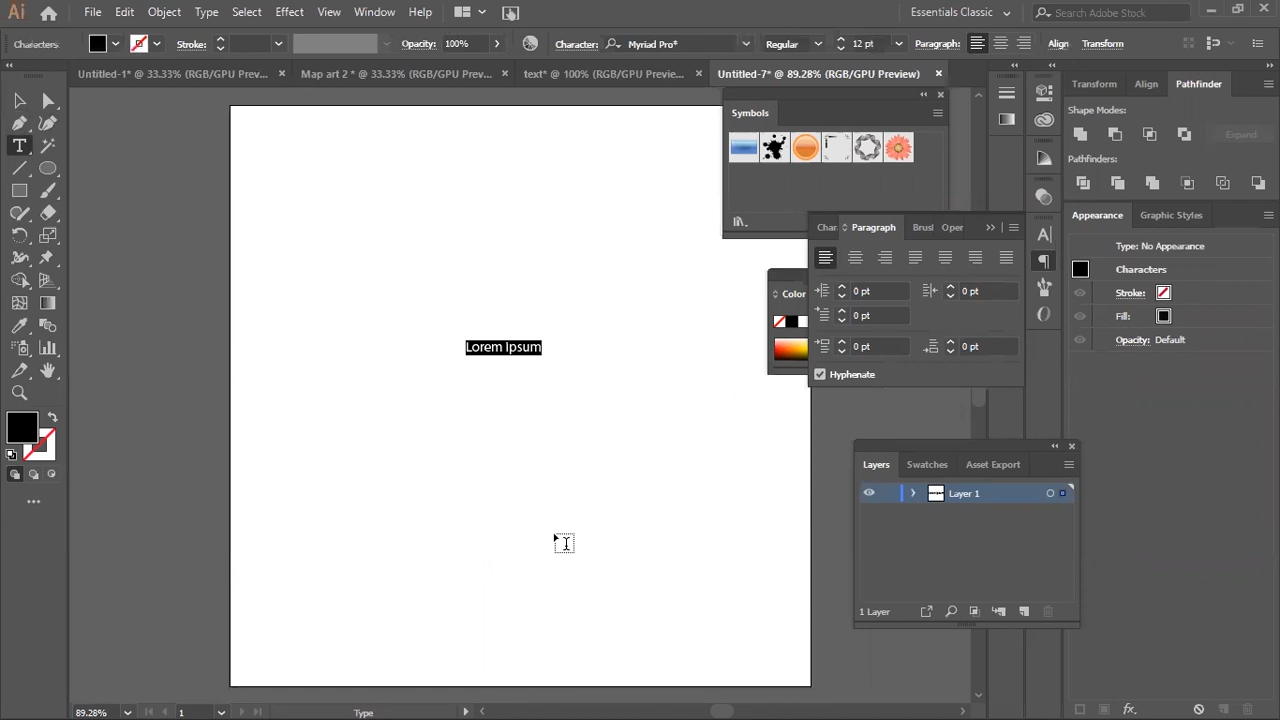 Ai File Edit Object Type Select Effect View Window Help Essentials Classic Search Adobe Stock
Characters: Stroke: Opacity: 100% Character: Myriad Pro* Regular 12 pt Paragraph: Align Transform
Untitled-1* @ 33.33% (RGB/GPU Prev... Map art 2 * @ 33.33% (RGB/GPU Prev... text* @ 100% (RGB/GPU Previe... Untitled-7* @ 89.28% (RGB/GPU Preview)
Symbols
Transform Align Pathfinder
Shape Modes:
Expand
Pathfinders:
Appearance Graphic Styles
Type: No Appearance
Characters
Stroke:
Fill:
Opacity: Default
Char Paragraph Brusl Oper
0 pt 0 pt
0 pt
0 pt 0 pt
Hyphenate
Color
Lorem ipsum
Layers Swatches Asset Export
Layer 1
1 Layer
89.28% 1 Type